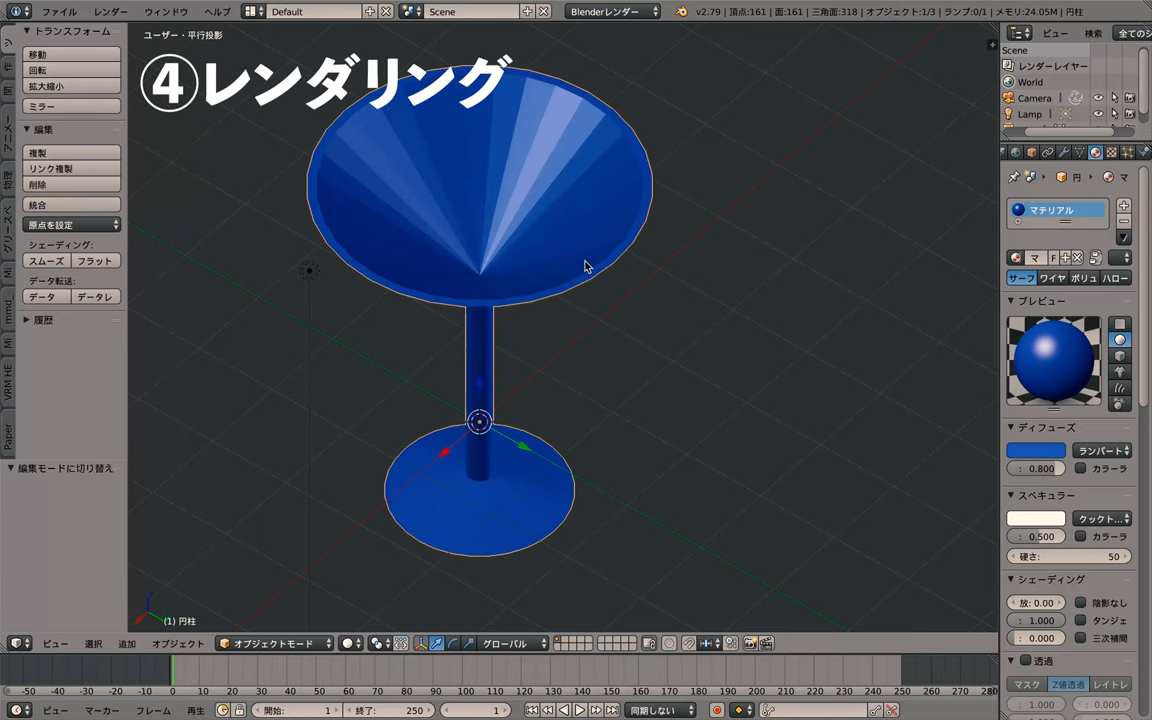 ファイル レンダー ウィンドウ ヘルプ Default Scene Blenderレンダー v2.79 | 頂点:161 | 面:161 | 三角面:318 | オブジェクト:1/3 | ランプ:0/1 | メモリ:24.05M | 円柱
トランスフォーム
移動
回転
拡大縮小
ミラー
編集
複製
リンク複製
削除
統合
原点を設定
シェーディング:
スムーズ フラット
データ転送:
データ データレ
履歴
編集モードに切り替え
アニメー
物理
グリースペ
Mi
mmd_
Mi
VRM HE
Paper
ユーザー・平行投影
④レンダリング
(1) 円柱
ビュー 検索 全てのシ
Scene
レンダーレイヤー
World
Camera
Lamp
円 マ
マテリアル
マ F
サーフ ワイヤ ボリュ ハロー
プレビュー
ディフューズ
ランバート
: 0.800 カラーラ
スペキュラー
クックト...
: 0.500 カラーラ
硬さ: 50
シェーディング
放: 0.00 陰影なし
: 1.000 タンジェ
: 0.000 三次補間
透過
マスク Z値透過 レイトレ
: 1.000 : 0.000
ビュー 選択 追加 オブジェクト オブジェクトモード グローバル
-50 -40 -30 -20 -10 0 10 20 30 40 50 60 70 80 90 100 110 120 130 140 150 160 170 180 190 200 210 220 230 240 250 260 270 280
ビュー マーカー フレーム 再生 開始: 1 終了: 250 1 同期しない